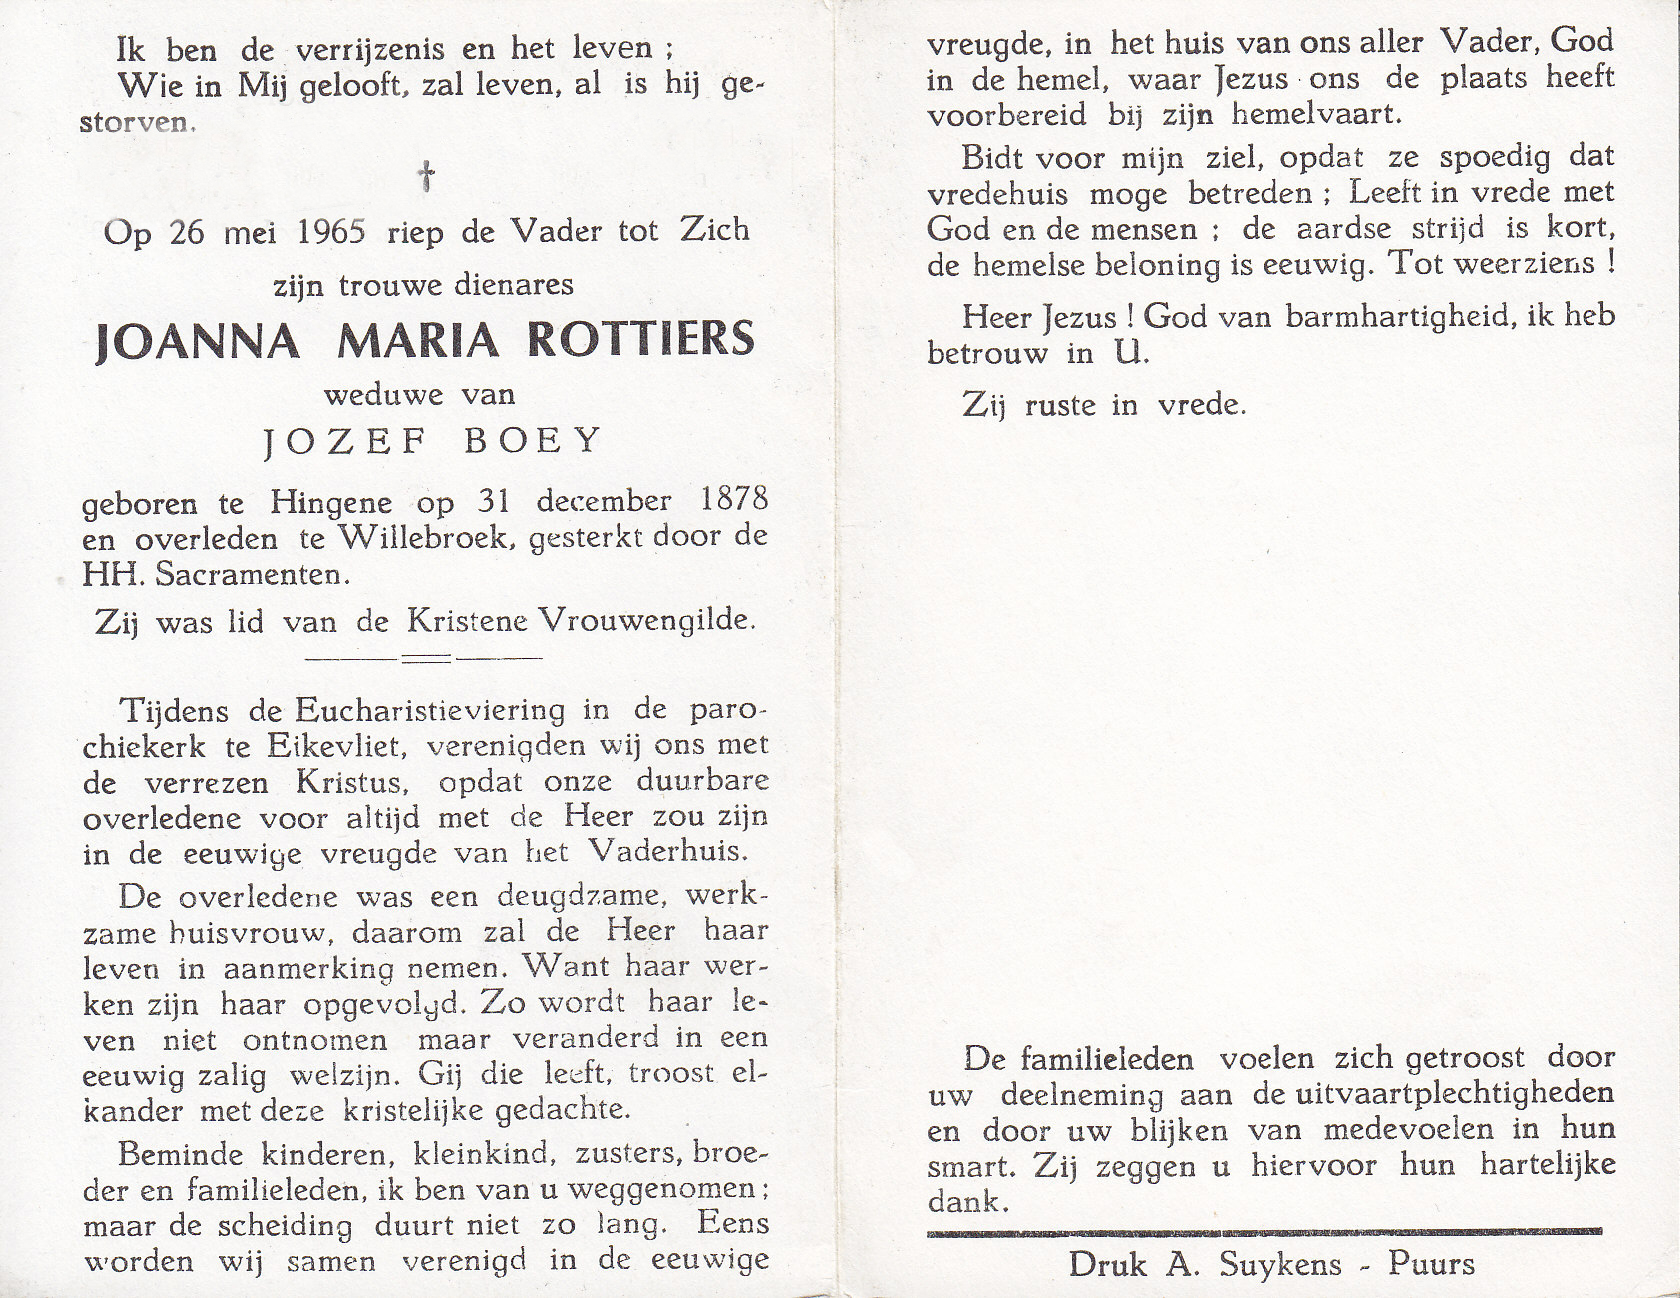 Ik ben de verrijzenis en het leven ;
Wie in Mij gelooft, zal leven, al is hij ge-
storven.
†
Op 26 mei 1965 riep de Vader tot Zich
zijn trouwe dienares
JOANNA MARIA ROTTIERS
weduwe van
JOZEF BOEY
geboren te Hingene op 31 december 1878
en overleden te Willebroek, gesterkt door de
HH. Sacramenten.
Zij was lid van de Kristene Vrouwengilde.
Tijdens de Eucharistieviering in de paro-
chiekerk te Eikevliet, verenigden wij ons met
de verrezen Kristus, opdat onze duurbare
overledene voor altijd met de Heer zou zijn
in de eeuwige vreugde van het Vaderhuis.
De overledene was een deugdzame, werk-
zame huisvrouw, daarom zal de Heer haar
leven in aanmerking nemen. Want haar wer-
ken zijn haar opgevolgd. Zo wordt haar le-
ven niet ontnomen maar veranderd in een
eeuwig zalig welzijn. Gij die leeft, troost el-
kander met deze kristelijke gedachte.
Beminde kinderen, kleinkind, zusters, broe-
der en familieleden, ik ben van u weggenomen ;
maar de scheiding duurt niet zo lang. Eens
worden wij samen verenigd in de eeuwige
vreugde, in het huis van ons aller Vader, God
in de hemel, waar Jezus ons de plaats heeft
voorbereid bij zijn hemelvaart.
Bidt voor mijn ziel, opdat ze spoedig dat
vredehuis moge betreden ; Leeft in vrede met
God en de mensen ; de aardse strijd is kort,
de hemelse beloning is eeuwig. Tot weerziens !
Heer Jezus ! God van barmhartigheid, ik heb
betrouw in U.
Zij ruste in vrede.
De familieleden voelen zich getroost door
uw deelneming aan de uitvaartplechtigheden
en door uw blijken van medevoelen in hun
smart. Zij zeggen u hiervoor hun hartelijke
dank.
Druk A. Suykens - Puurs